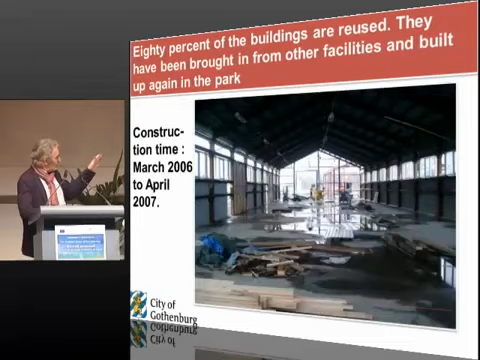 Eighty percent of the buildings are reused. They
have been brought in from other facilities and built
up again in the park
Construc-
tion time :
March 2006
to April
2007.
City of
Gothenburg